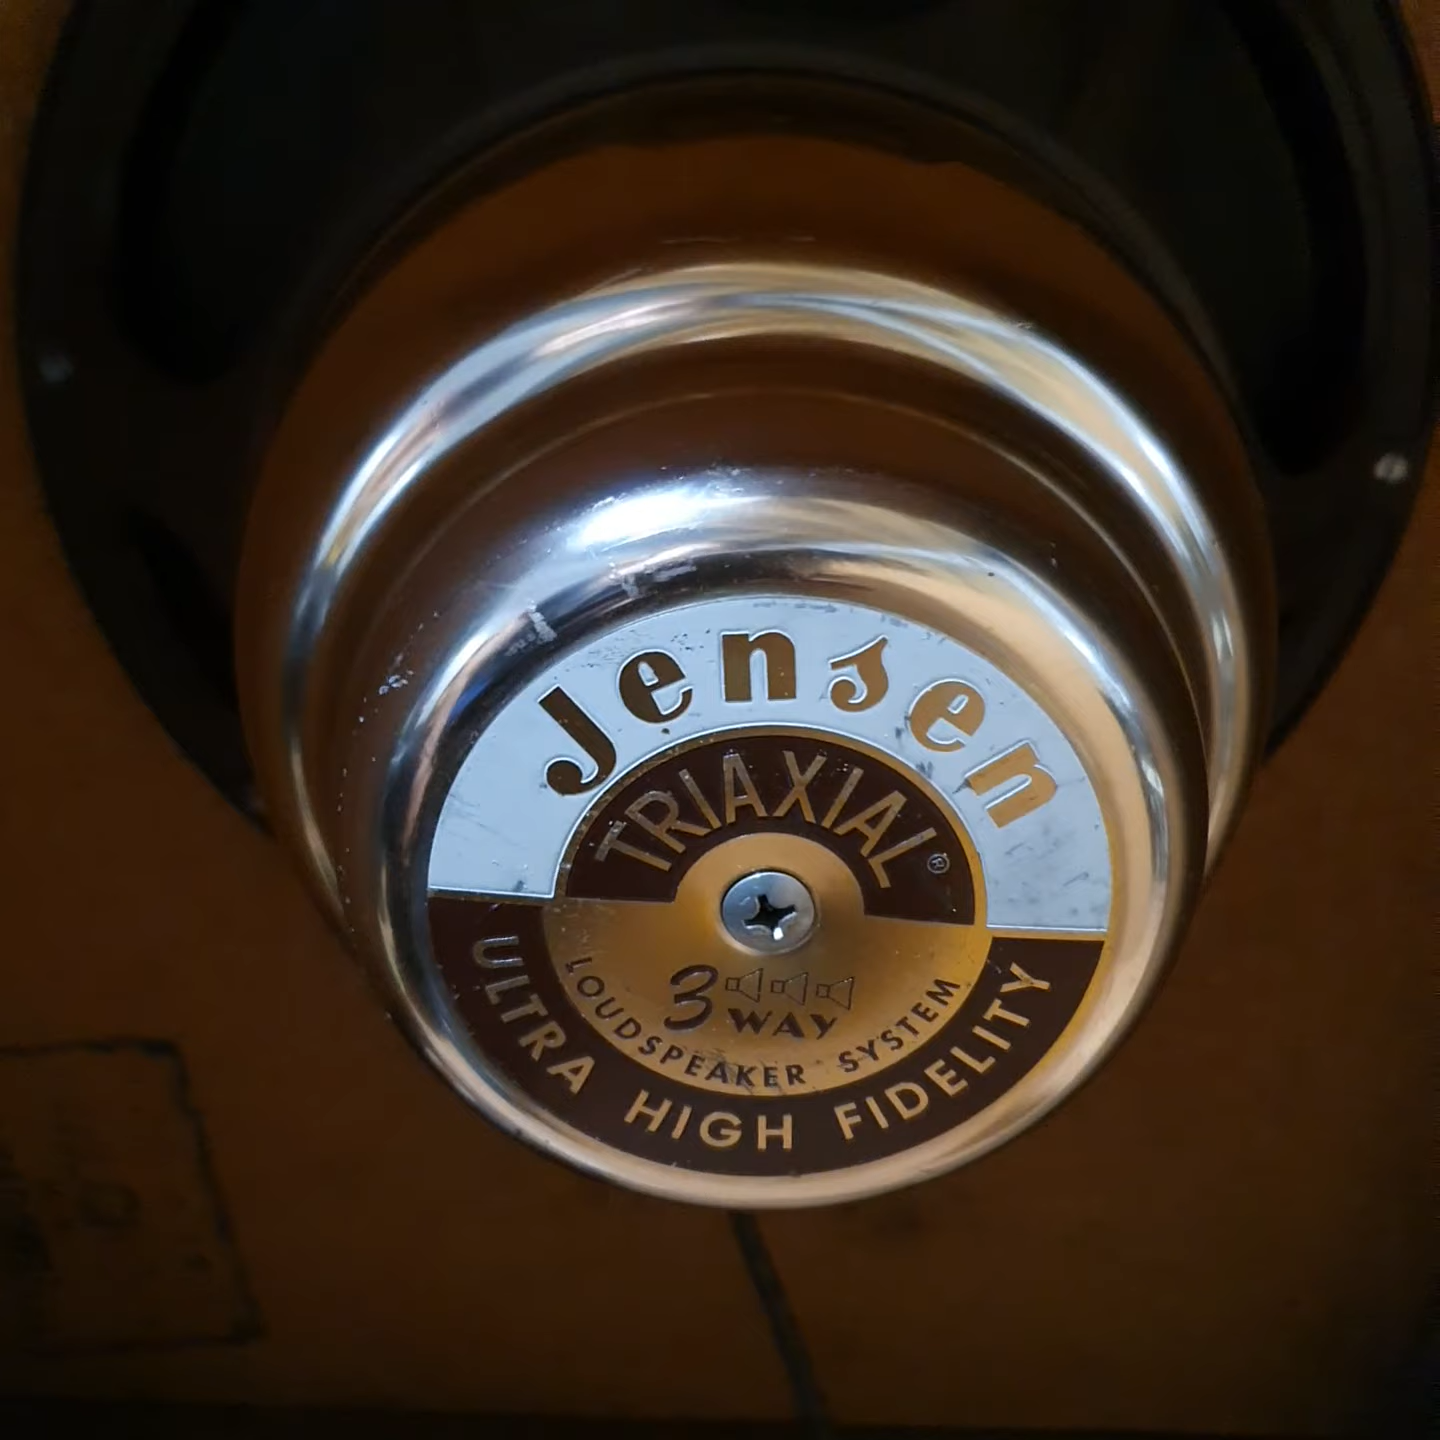 Jensen
TRIAXIAL®
3 WAY
LOUDSPEAKER SYSTEM
ULTRA HIGH FIDELITY